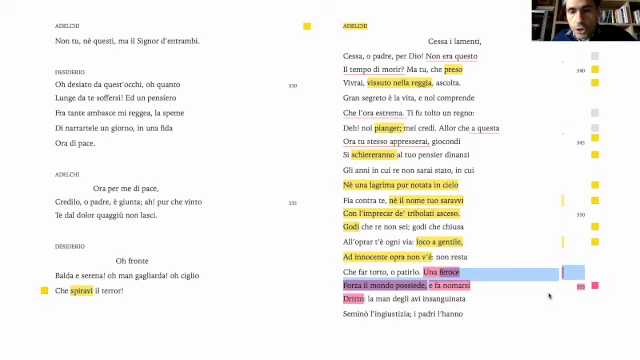 ADELCHI
Non tu, nè questi, ma il Signor d'entrambi.
DESIDERIO
Oh desiato da quest'occhi, oh quanto
330
Lunge da te soffersi! Ed un pensiero
Fra tante ambasce mi reggea, la speme
Di narrartele un giorno, in una fida
Ora di pace.
ADELCHI
Ora per me di pace,
Credilo, o padre, è giunta; ah! pur che vinto
335
Te dal dolor quaggiù non lasci.
DESIDERIO
Oh fronte
Balda e serena! oh man gagliarda! oh ciglio
Che spiravi il terror!
ADELCHI
Cessa i lamenti,
Cessa, o padre, per Dio! Non era questo
Il tempo di morir? Ma tu, che preso
340
Vivrai, vissuto nella reggia, ascolta.
Gran segreto è la vita, e nol comprende
Che l'ora estrema. Ti fu tolto un regno:
Deh! nol pianger; mel credi. Allor che a questa
Ora tu stesso appresserai, giocondi
345
Si schiereranno al tuo pensier dinanzi
Gli anni in cui re non sarai stato, in cui
Nè una lagrima pur notata in cielo
Fia contra te, nè il nome tuo saravvi
Con l'imprecar de' tribolati asceso.
350
Godi che re non sei; godi che chiusa
All'oprar t'è ogni via: loco a gentile,
Ad innocente opra non v'è: non resta
Che far torto, o patirlo. Una feroce
Forza il mondo possiede, e fa nomarsi
355
Dritto: la man degli avi insanguinata
Seminò l'ingiustizia; i padri l'hanno